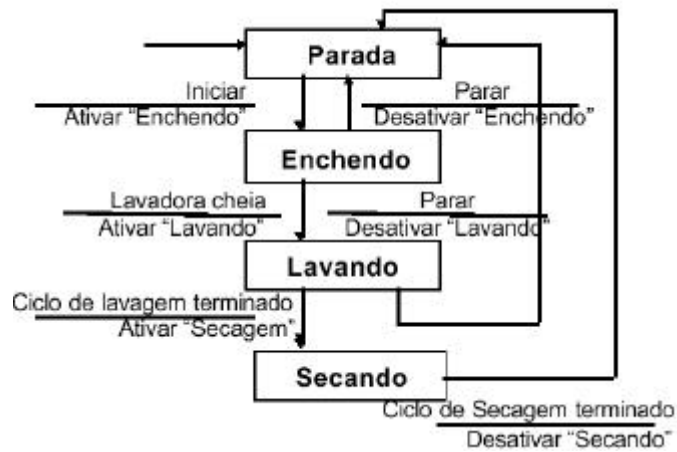 Parada
Iniciar
Ativar "Enchendo"
Parar
Desativar "Enchendo"
Enchendo
Lavadora cheia
Ativar "Lavando"
Parar
Desativar "Lavando"
Lavando
Ciclo de lavagem terminado
Ativar "Secagem"
Secando
Ciclo de Secagem terminado
Desativar "Secando"